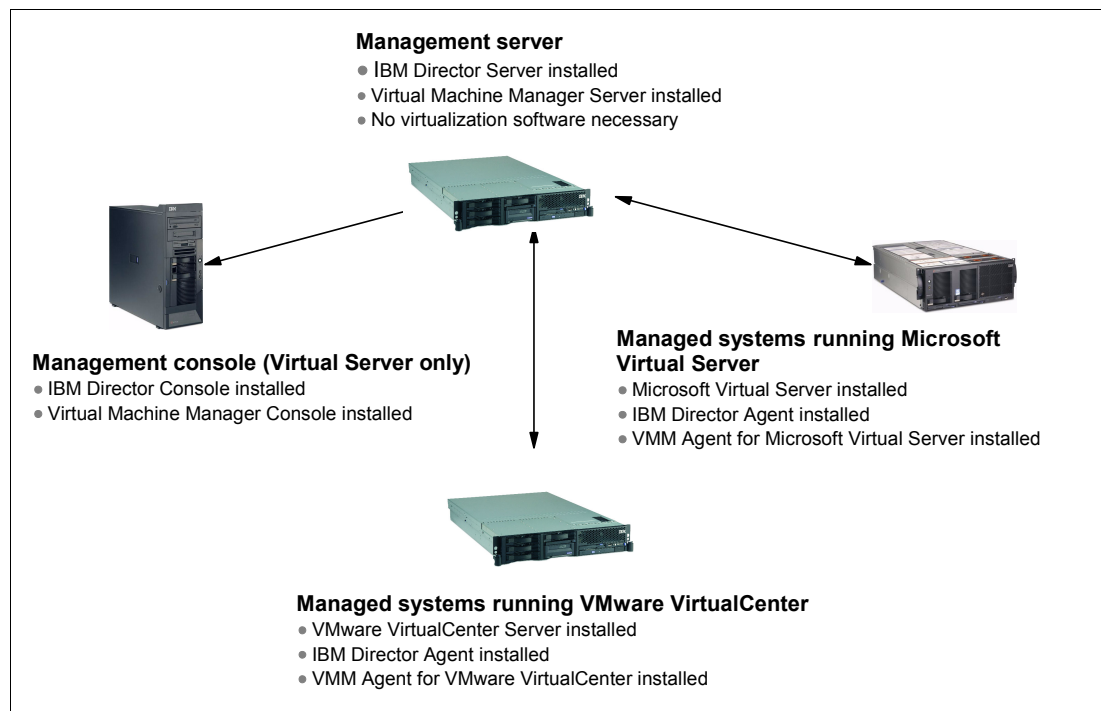 Management server
● IBM Director Server installed
● Virtual Machine Manager Server installed
● No virtualization software necessary
Management console (Virtual Server only)
● IBM Director Console installed
● Virtual Machine Manager Console installed
Managed systems running Microsoft
Virtual Server
● Microsoft Virtual Server installed
● IBM Director Agent installed
● VMM Agent for Microsoft Virtual Server installed
Managed systems running VMware VirtualCenter
● VMware VirtualCenter Server installed
● IBM Director Agent installed
● VMM Agent for VMware VirtualCenter installed